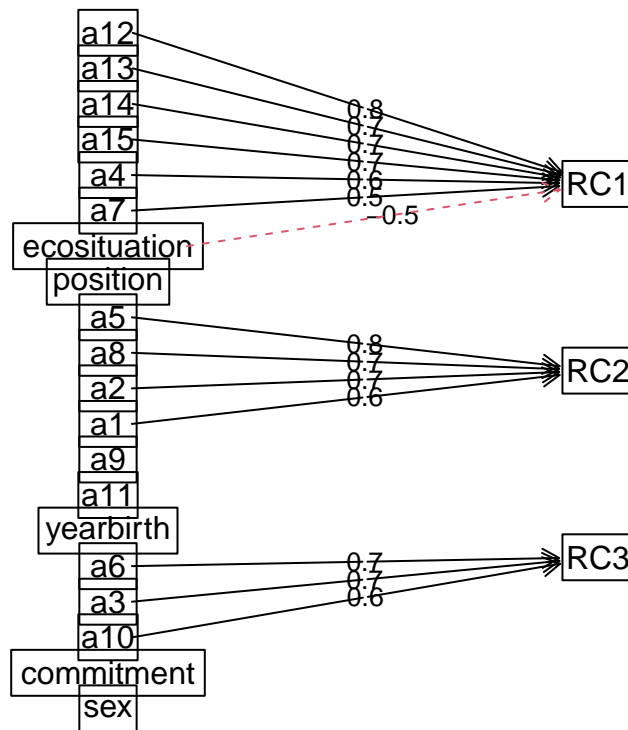 a12
a13
a14
a15
a4
a7
ecosituation
position
a5
a8
a2
a1
a9
a11
yearbirth
a6
a3
a10
commitment
sex
0.8
0.7
0.7
0.7
0.6
0.5
−0.5
0.8
0.7
0.7
0.6
0.7
0.7
0.6
RC1
RC2
RC3